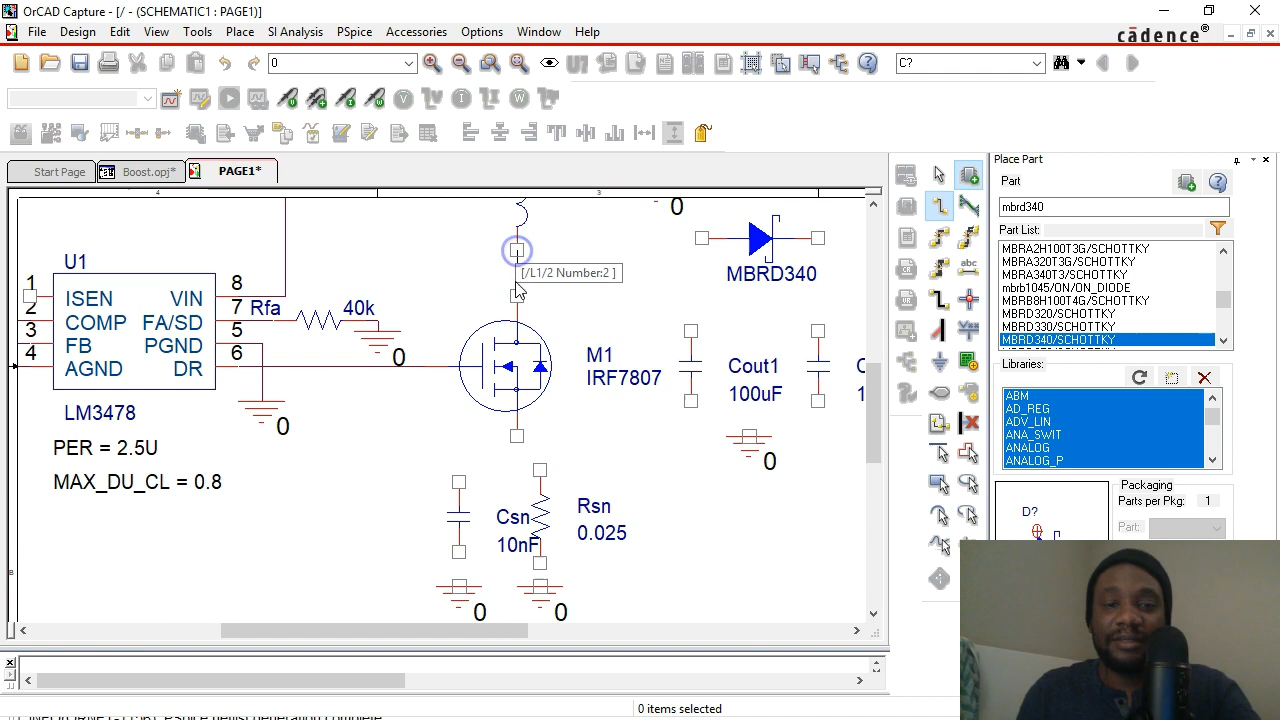 OrCAD Capture - [/ - (SCHEMATIC1 : PAGE1)]
File Design Edit View Tools Place SI Analysis PSpice Accessories Options Window Help
cādence®
0
C?
Start Page
Boost.opj*
PAGE1*
4
3
0
U1
1
2
3
4
ISEN
COMP
FB
AGND
VIN
FA/SD
PGND
DR
8
7
5
6
Rfa
40k
0
0
LM3478
PER = 2.5U
MAX_DU_CL = 0.8
[/L1/2 Number:2 ]
M1
IRF7807
MBRD340
Cout1
100uF
0
Csn
10nF
Rsn
0.025
0
0
0 items selected
Place Part
Part
mbrd340
Part List:
MBRA2H100T3G/SCHOTTKY
MBRA320T3G/SCHOTTKY
MBRA340T3G/SCHOTTKY
mbrb1045/ON/ON_DIODE
MBRB8H100T4G/SCHOTTKY
MBRD320/SCHOTTKY
MBRD330/SCHOTTKY
MBRD340/SCHOTTKY
Libraries:
ABM
AD_REG
ADV_LIN
ANA_SWIT
ANALOG
ANALOG_P
Packaging
Parts per Pkg: 1
Part:
D?